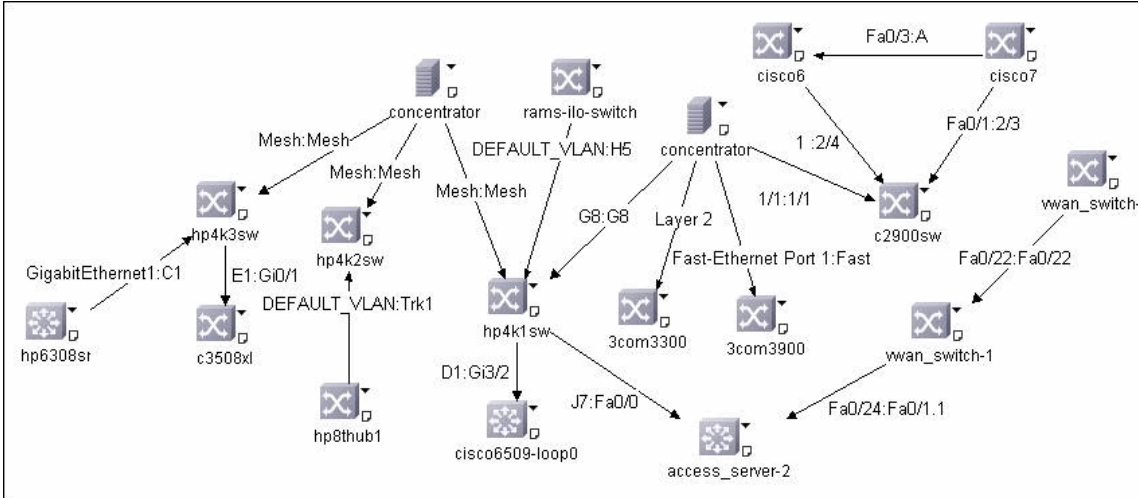 Fa0/3:A
cisco6
cisco7
concentrator
rams-ilo-switch
Mesh:Mesh
DEFAULT_VLAN:H5
concentrator
1 :2/4
Fa0/1:2/3
Mesh:Mesh
Mesh:Mesh
vwan_switch-
hp4k3sw
G8:G8
Layer 2
1/1:1/1
c2900sw
hp4k2sw
GigabitEthernet1:C1
E1:Gi0/1
Fast-Ethernet Port 1:Fast
Fa0/22:Fa0/22
DEFAULT_VLAN:Trk1
hp6308sr
c3508xl
hp4k1sw
3com3300
3com3900
vwan_switch-1
D1:Gi3/2
J7:Fa0/0
Fa0/24:Fa0/1.1
hp8thub1
cisco6509-loop0
access_server-2